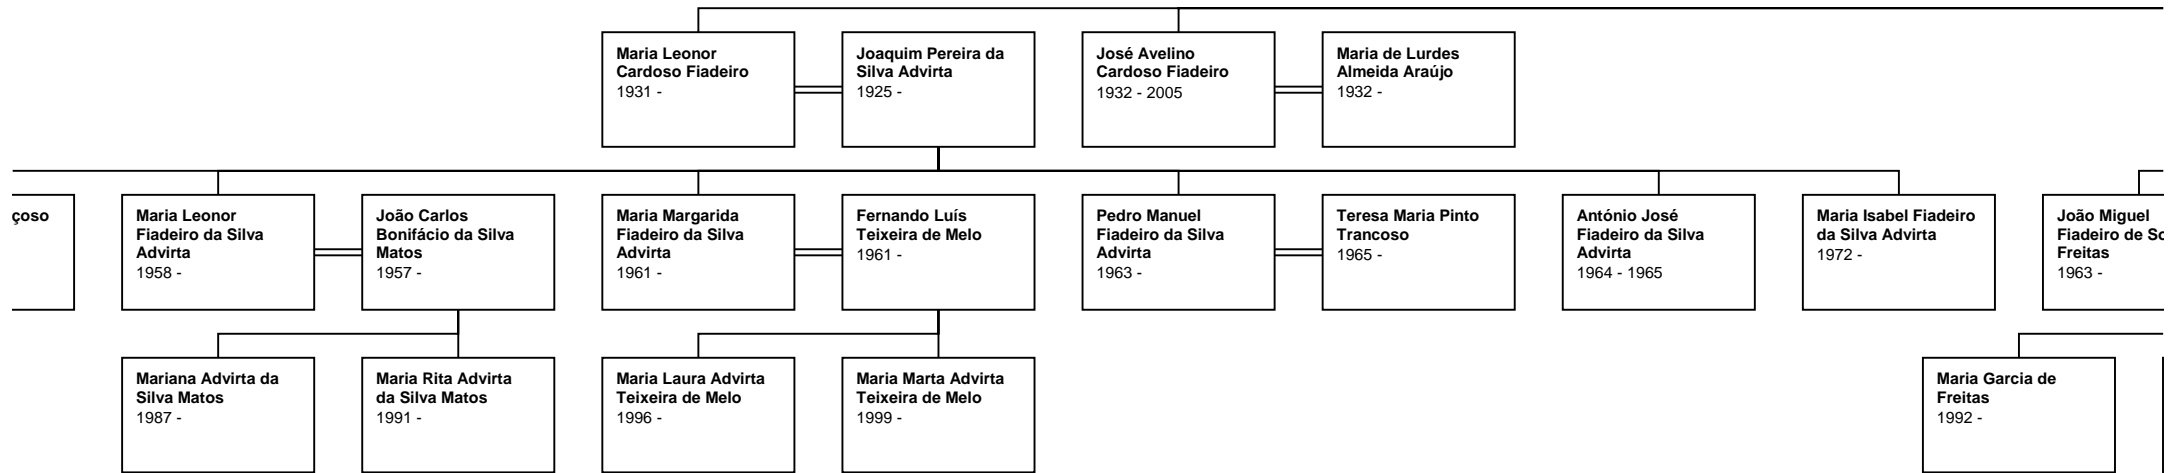 Maria Leonor
Cardoso Fiadeiro
1931 -
Joaquim Pereira da
Silva Advirta
1925 -
José Avelino
Cardoso Fiadeiro
1932 - 2005
Maria de Lurdes
Almeida Araújo
1932 -
çoso
Maria Leonor
Fiadeiro da Silva
Advirta
1958 -
João Carlos
Bonifácio da Silva
Matos
1957 -
Maria Margarida
Fiadeiro da Silva
Advirta
1961 -
Fernando Luís
Teixeira de Melo
1961 -
Pedro Manuel
Fiadeiro da Silva
Advirta
1963 -
Teresa Maria Pinto
Trancoso
1965 -
António José
Fiadeiro da Silva
Advirta
1964 - 1965
Maria Isabel Fiadeiro
da Silva Advirta
1972 -
João Miguel
Fiadeiro de So
Freitas
1963 -
Mariana Advirta da
Silva Matos
1987 -
Maria Rita Advirta
da Silva Matos
1991 -
Maria Laura Advirta
Teixeira de Melo
1996 -
Maria Marta Advirta
Teixeira de Melo
1999 -
Maria Garcia de
Freitas
1992 -